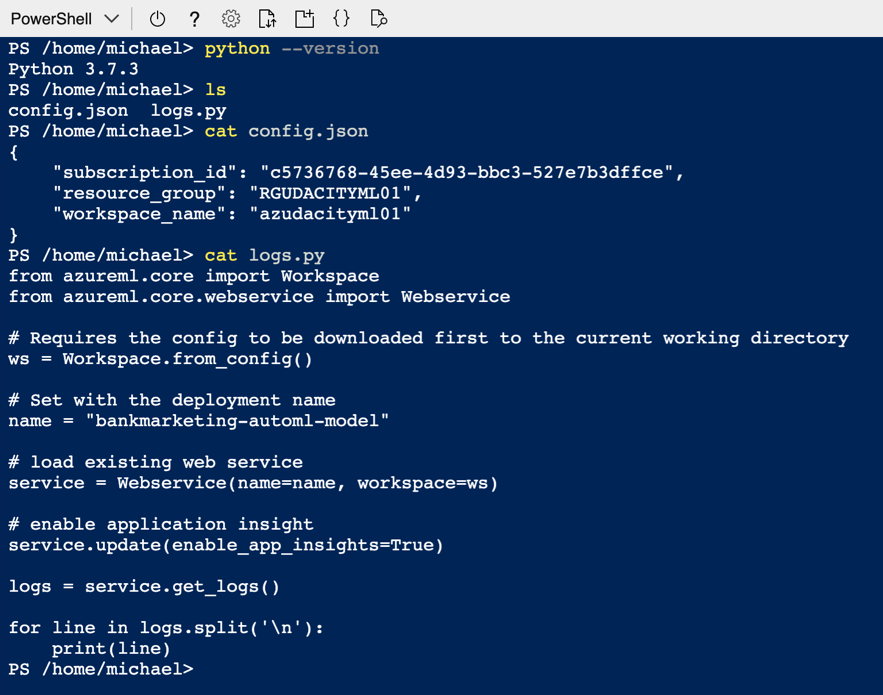 PowerShell
PS /home/michael> python --version
Python 3.7.3
PS /home/michael> ls
config.json  logs.py
PS /home/michael> cat config.json
{
    "subscription_id": "c5736768-45ee-4d93-bbc3-527e7b3dffce",
    "resource_group": "RGUDACITYML01",
    "workspace_name": "azudacityml01"
}
PS /home/michael> cat logs.py
from azureml.core import Workspace
from azureml.core.webservice import Webservice

# Requires the config to be downloaded first to the current working directory
ws = Workspace.from_config()

# Set with the deployment name
name = "bankmarketing-automl-model"

# load existing web service
service = Webservice(name=name, workspace=ws)

# enable application insight
service.update(enable_app_insights=True)

logs = service.get_logs()

for line in logs.split('\n'):
    print(line)
PS /home/michael>